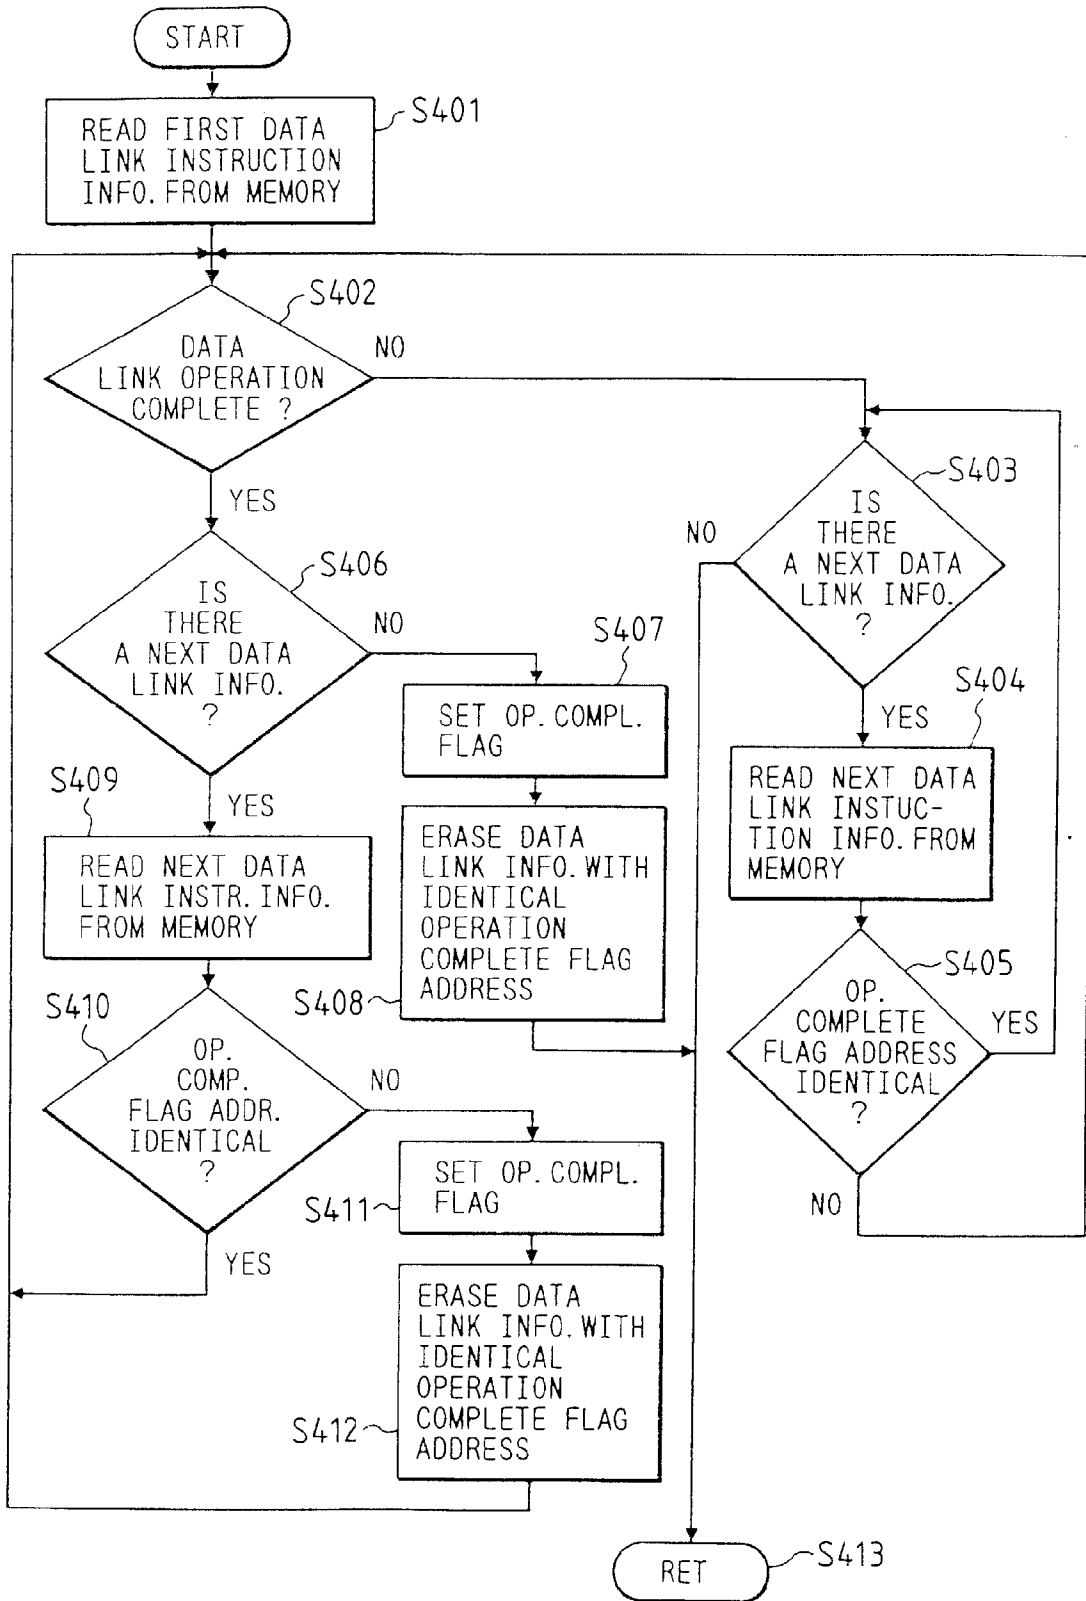 START
S401
READ FIRST DATA
LINK INSTRUCTION
INFO. FROM MEMORY
S402
DATA
LINK OPERATION
COMPLETE ?
NO
YES
S403
IS
THERE
A NEXT DATA
LINK INFO.
?
NO
YES
S406
IS
THERE
A NEXT DATA
LINK INFO.
?
NO
YES
S407
SET OP. COMPL.
FLAG
S404
READ NEXT DATA
LINK INSTUC-
TION INFO. FROM
MEMORY
S409
READ NEXT DATA
LINK INSTR. INFO.
FROM MEMORY
ERASE DATA
LINK INFO. WITH
IDENTICAL
OPERATION
COMPLETE FLAG
ADDRESS
S408
S405
OP.
COMPLETE
FLAG ADDRESS
IDENTICAL
?
YES
NO
S410
OP.
COMP.
FLAG ADDR.
IDENTICAL
?
NO
YES
SET OP. COMPL.
FLAG
S411
ERASE DATA
LINK INFO. WITH
IDENTICAL
OPERATION
COMPLETE FLAG
ADDRESS
S412
RET
S413